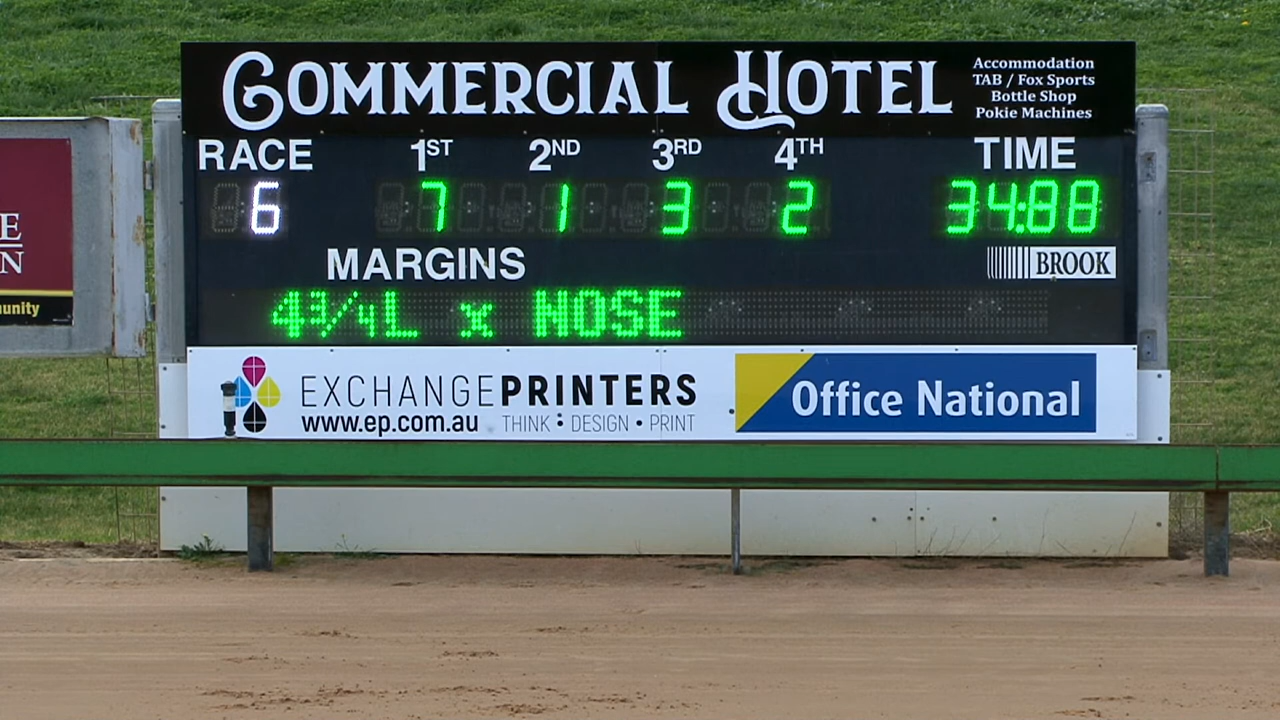 COMMERCIAL HOTEL
Accommodation
TAB / Fox Sports
Bottle Shop
Pokie Machines
RACE 1ST 2ND 3RD 4TH TIME
6 7 1 3 2 34:88
MARGINS
BROOK
4¾L x NOSE
EXCHANGEPRINTERS
www.ep.com.au THINK : DESIGN • PRINT
Office National
E
N
unity